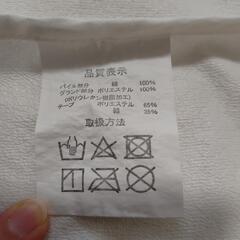 品質表示
パイル部分 綿 100%
グランド部分 ポリエステル 100%
(ポリウレタン樹脂加工)
テープ ポリエステル 65%
綿 35%
取扱方法